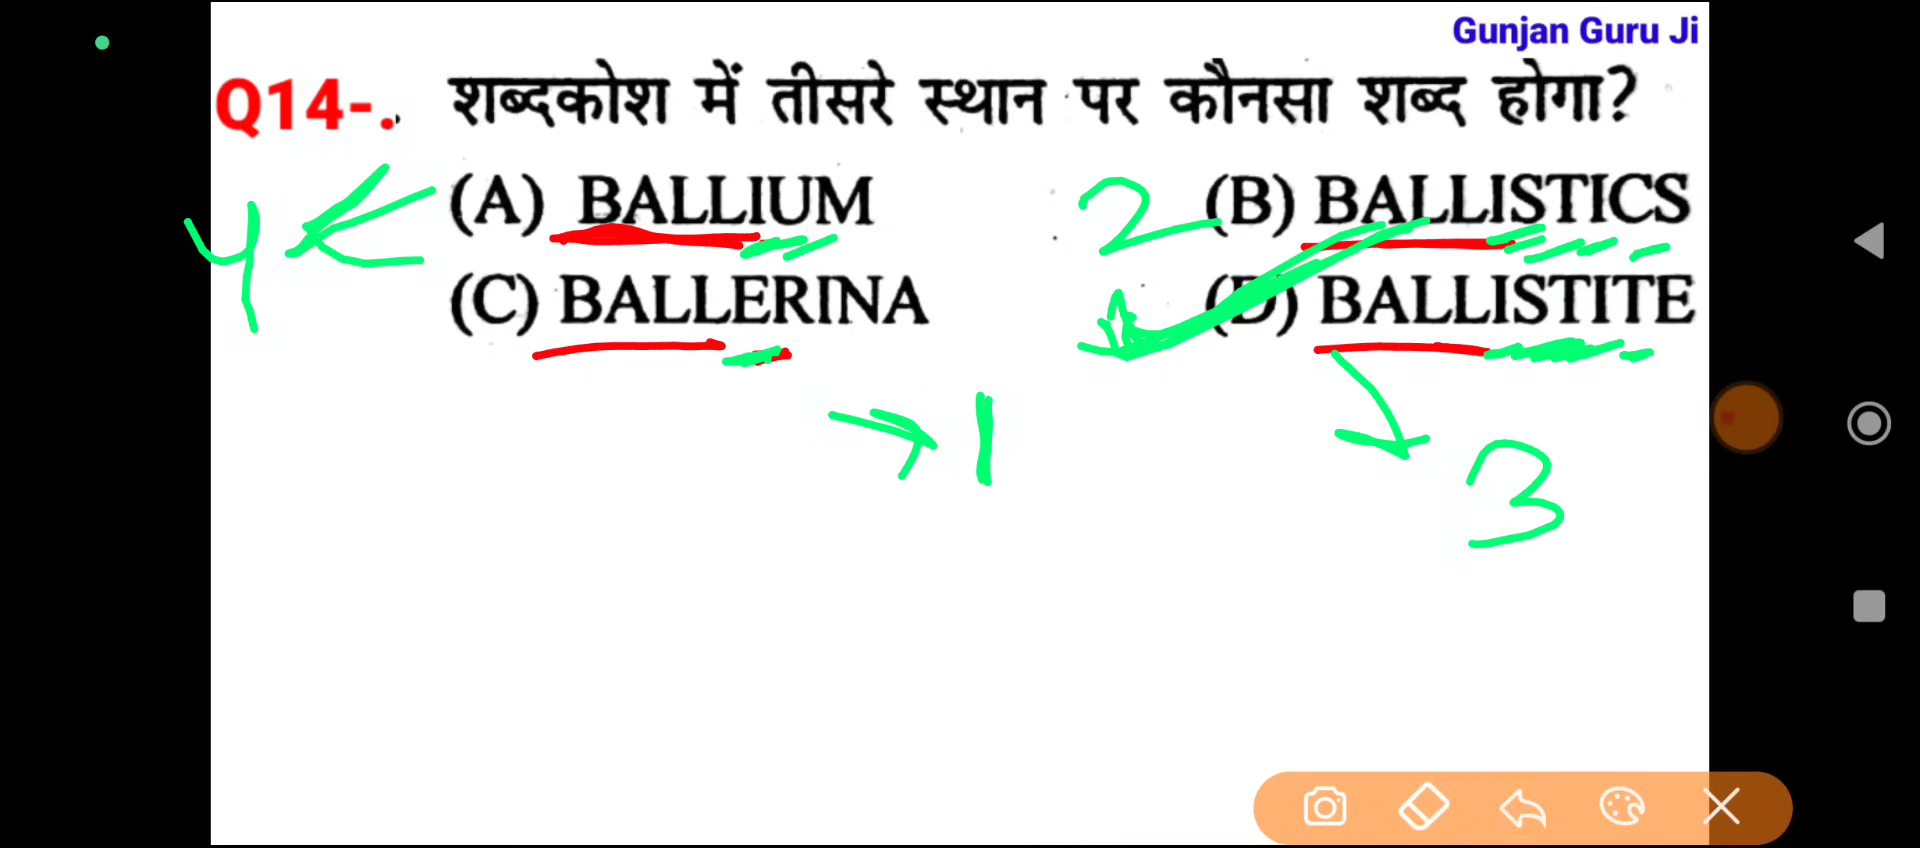 Gunjan Guru Ji
Q14-. शब्दकोश में तीसरे स्थान पर कौनसा शब्द होगा?
4 (A) BALLIUM 2 (B) BALLISTICS
(C) BALLERINA (D) BALLISTITE
1
3